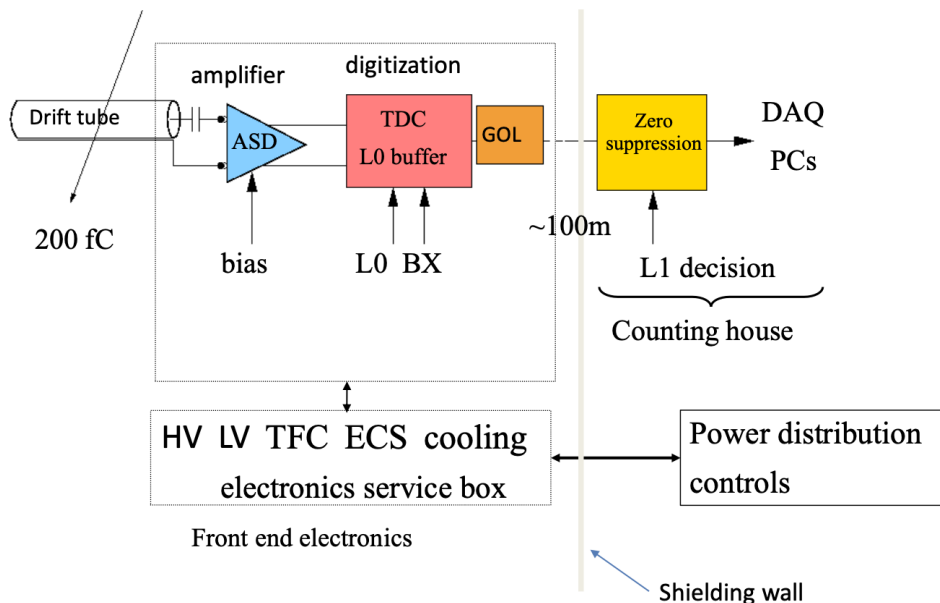 amplifier
digitization
Drift tube
ASD
TDC
L0 buffer
GOL
Zero
suppression
DAQ
PCs
200 fC
bias
L0 BX
~100m
L1 decision
Counting house
HV LV TFC ECS cooling
electronics service box
Power distribution
controls
Front end electronics
Shielding wall